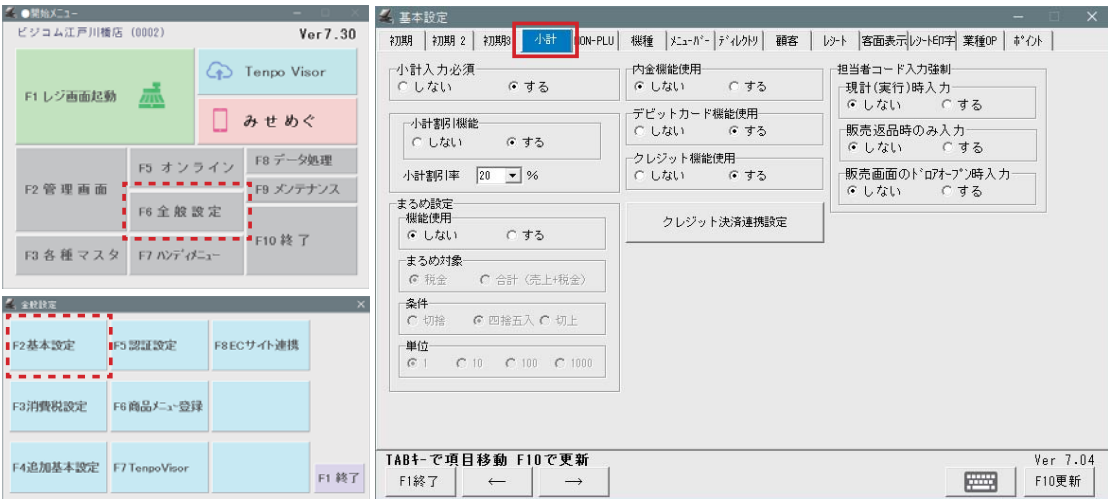 ●開始メニュー
ビジコム江戸川橋店 (0002)
Ver7.30
F1 レジ画面起動
Tenpo Visor
みせめぐ
F2 管理画面
F5 オンライン
F8 データ処理
F9 メンテナンス
F6 全般設定
F10 終了
F3 各種マスタ
F7 ハンディメニュー
全般設定
F2基本設定
F5 認証設定
F8 ECサイト連携
F3消費税設定
F6 商品メニュー登録
F4追加基本設定
F7 TenpoVisor
F1 終了
基本設定
初期
初期 2
初期3
小計
NON-PLU
機種
メニューバー
ディレクトリ
顧客
レシート
客面表示
レシート印字
業種OP
ポイント
小計入力必須
しない する
小計割引機能
しない する
小計割引率 20 %
まるめ設定
機能使用
しない する
まるめ対象
税金 合計 (売上+税金)
条件
切捨 四捨五入 切上
単位
1 10 100 1000
内金機能使用
しない する
デビットカード機能使用
しない する
クレジット機能使用
しない する
クレジット決済連携設定
担当者コード入力強制
現計(実行)時入力
しない する
販売返品時のみ入力
しない する
販売画面のドロアオープン時入力
しない する
TABキーで項目移動 F10で更新
Ver 7.04
F1終了
←
→
F10更新